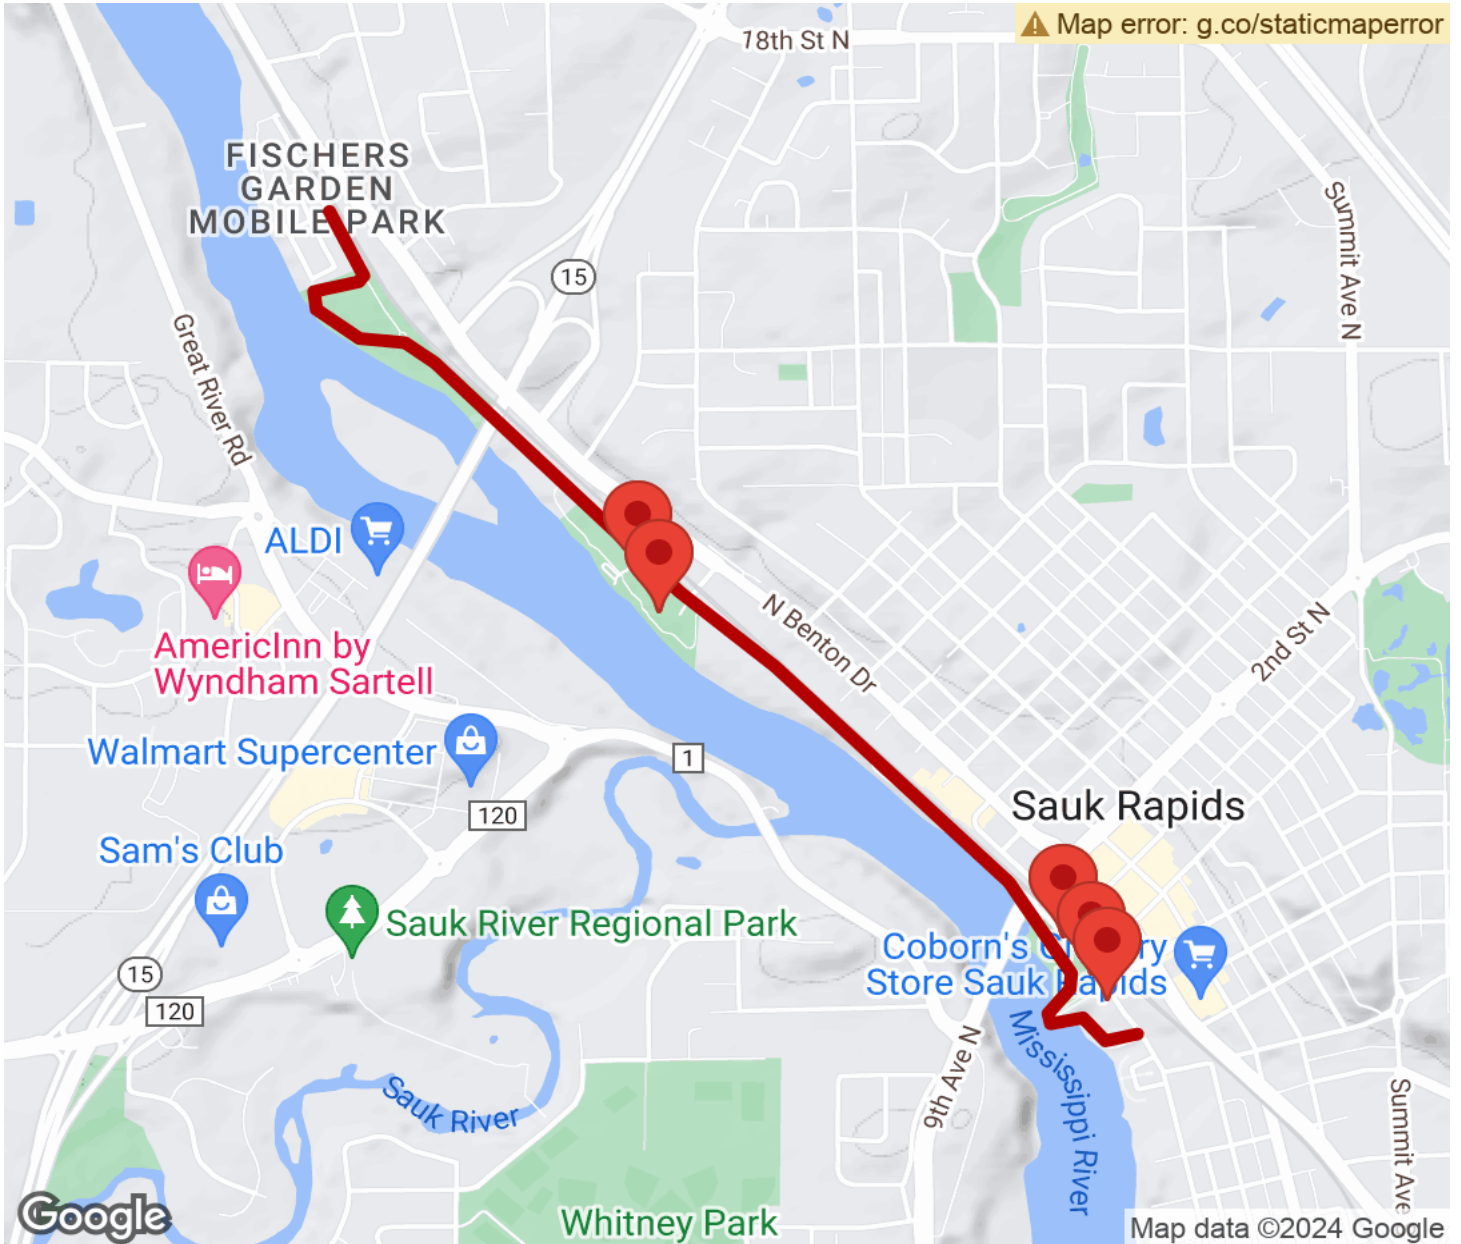 Map error: g.co/staticmaperror
18th St N
FISCHERS
GARDEN
MOBILE PARK
Summit Ave N
15
Great River Rd
ALDI
AmericInn by
Wyndham Sartell
N Benton Dr
2nd St N
Walmart Supercenter
1
120
Sauk Rapids
Sam's Club
Sauk River Regional Park
Coborn's Grocery
Store Sauk Rapids
15
120
Mississippi River
9th Ave N
Sauk River
Summit Ave
Whitney Park
Google
Map data ©2024 Google